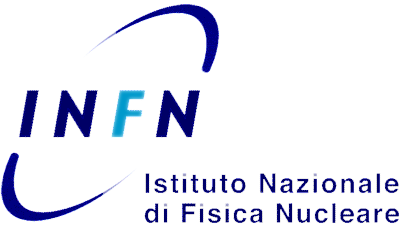 INFN
Istituto Nazionale
di Fisica Nucleare